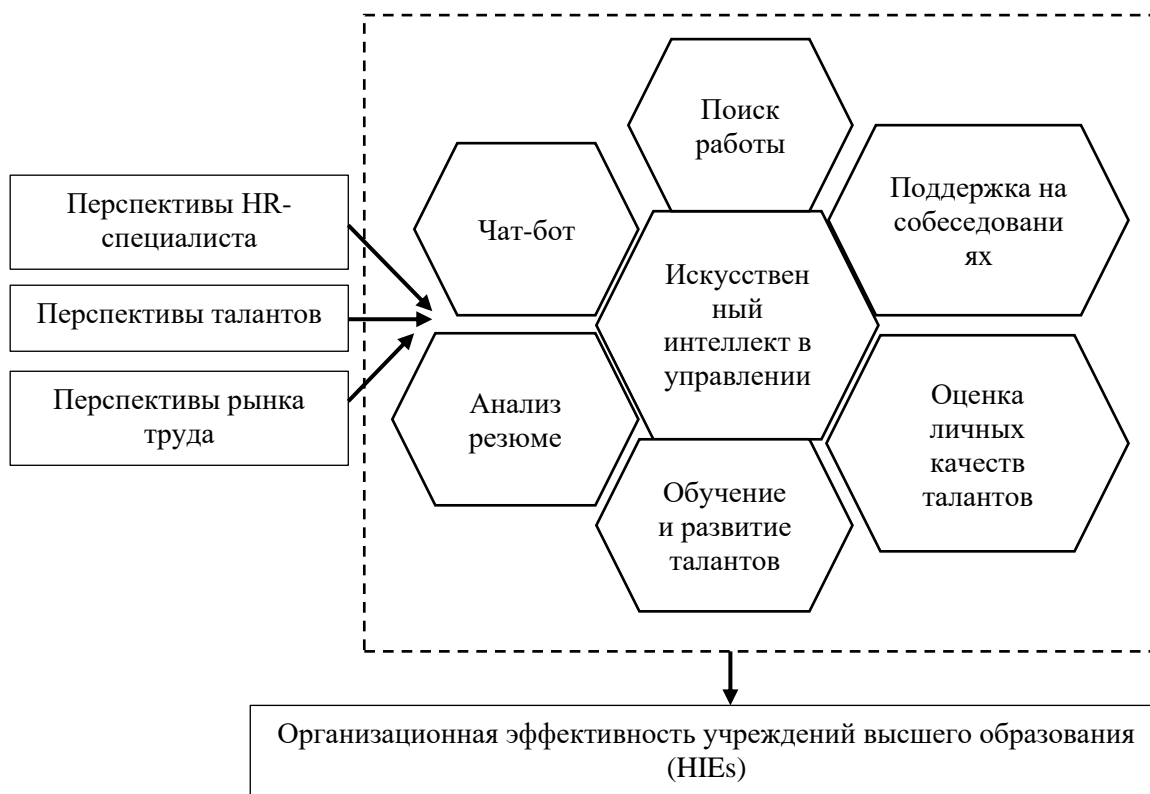 Поиск
работы
Чат-бот
Поддержка на
собеседовани
ях
Перспективы HR-
специалиста
Перспективы талантов
Перспективы рынка
труда
Искусствен
ный
интеллект в
управлении
Анализ
резюме
Оценка
личных
качеств
талантов
Обучение
и развитие
талантов
Организационная эффективность учреждений высшего образования
(HIEs)